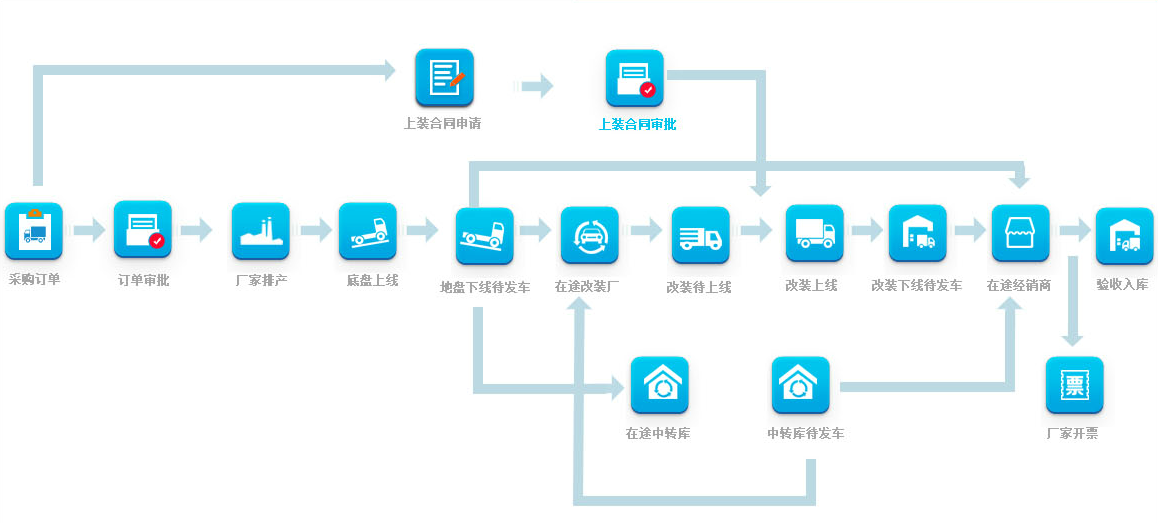 上装合同申请
上装合同审批
采购订单
订单审批
厂家排产
底盘上线
地盘下线待发车
在途改装厂
改装待上线
改装上线
改装下线待发车
在途经销商
验收入库
票
在途中转库
中转库待发车
厂家开票